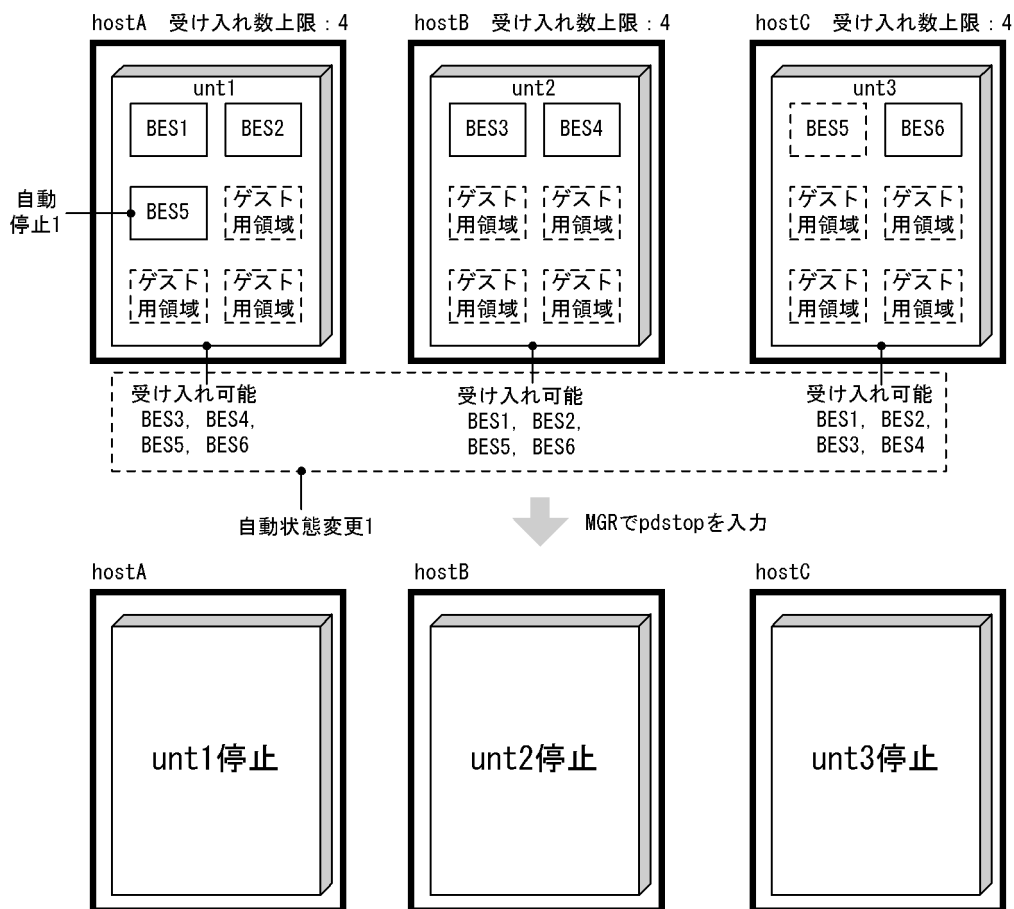 hostA 受け入れ数上限：4
hostB 受け入れ数上限：4
hostC 受け入れ数上限：4
unt1
BES1
BES2
BES5
ゲスト
用領域
ゲスト
用領域
ゲスト
用領域
自動
停止1
unt2
BES3
BES4
ゲスト
用領域
ゲスト
用領域
ゲスト
用領域
ゲスト
用領域
unt3
BES5
BES6
ゲスト
用領域
ゲスト
用領域
ゲスト
用領域
ゲスト
用領域
受け入れ可能
BES3，BES4，
BES5，BES6
受け入れ可能
BES1，BES2，
BES5，BES6
受け入れ可能
BES1，BES2，
BES3，BES4
自動状態変更1
MGRでpdstopを入力
hostA
hostB
hostC
unt1停止
unt2停止
unt3停止